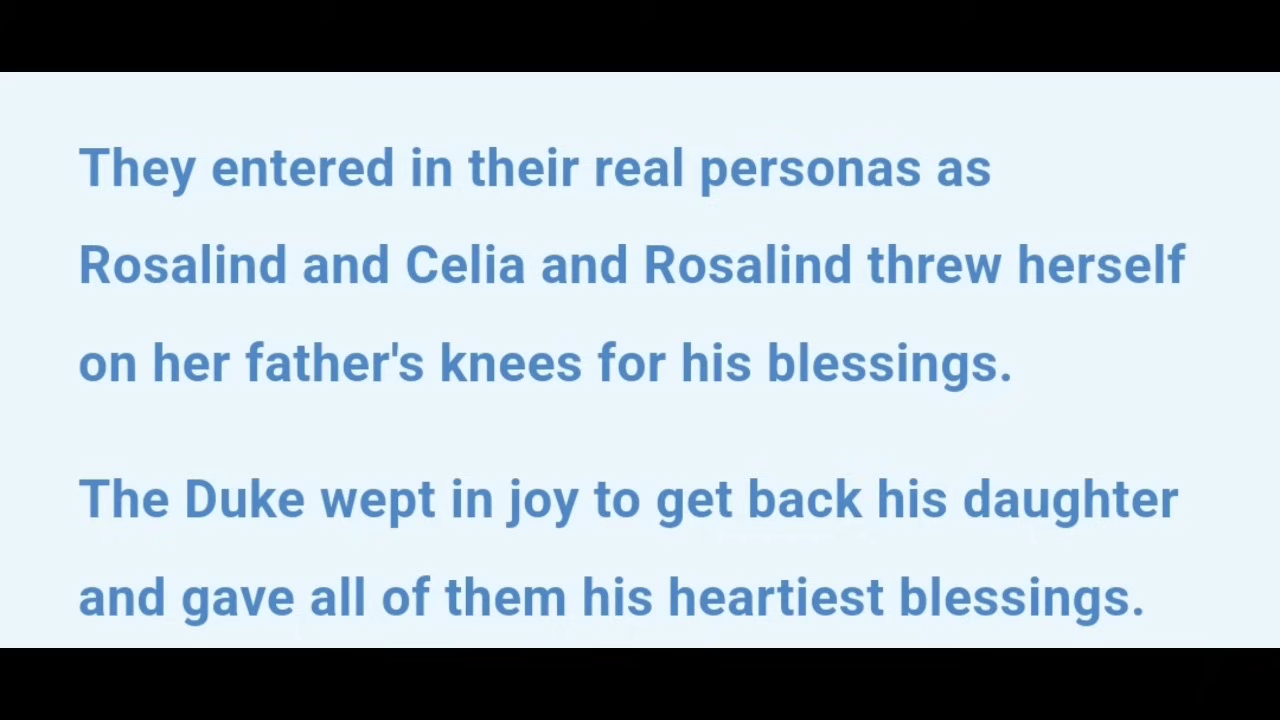 They entered in their real personas as
Rosalind and Celia and Rosalind threw herself
on her father's knees for his blessings.
The Duke wept in joy to get back his daughter
and gave all of them his heartiest blessings.